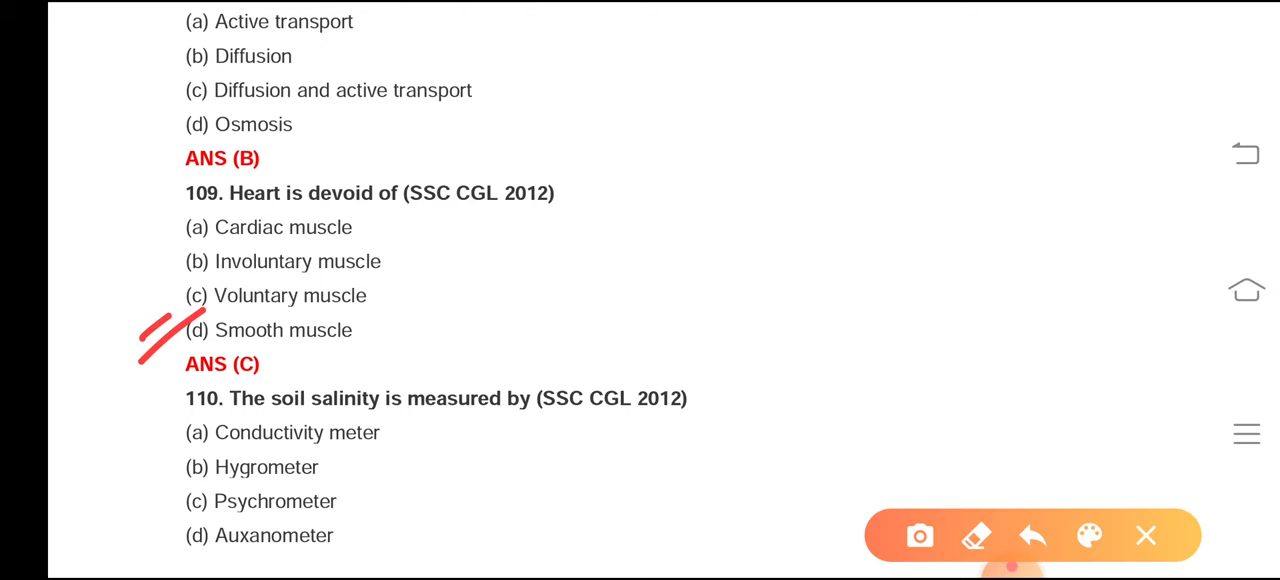 (a) Active transport
(b) Diffusion
(c) Diffusion and active transport
(d) Osmosis
ANS (B)
109. Heart is devoid of (SSC CGL 2012)
(a) Cardiac muscle
(b) Involuntary muscle
(c) Voluntary muscle
(d) Smooth muscle
ANS (C)
110. The soil salinity is measured by (SSC CGL 2012)
(a) Conductivity meter
(b) Hygrometer
(c) Psychrometer
(d) Auxanometer